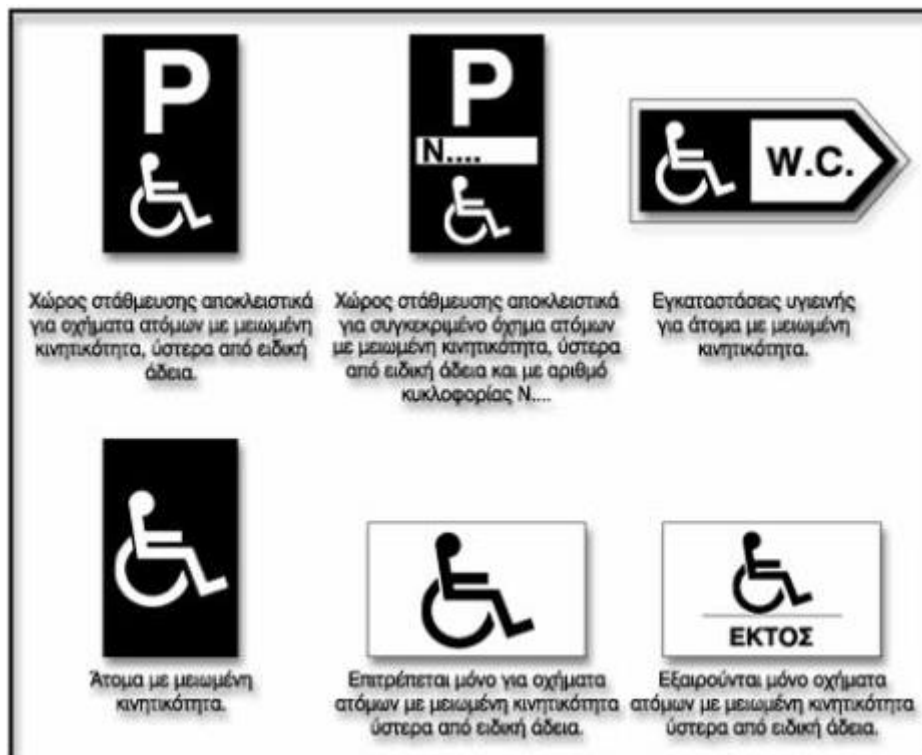 P
P
N....
W.C.
Χώρος στάθμευσης αποκλειστικά
για οχήματα ατόμων με μειωμένη
κινητικότητα, ύστερα από ειδική
άδεια.
Χώρος στάθμευσης αποκλειστικά
για συγκεκριμένο όχημα ατόμων
με μειωμένη κινητικότητα, ύστερα
από ειδική άδεια και με αριθμό
κυκλοφορίας Ν....
Εγκαταστάσεις υγιεινής
για άτομα με μειωμένη
κινητικότητα.
Άτομα με μειωμένη
κινητικότητα.
Επιτρέπεται μόνο για οχήματα
ατόμων με μειωμένη κινητικότητα
ύστερα από ειδική άδεια.
ΕΚΤΟΣ
Εξαιρούνται μόνο οχήματα
ατόμων με μειωμένη κινητικότητα
ύστερα από ειδική άδεια.